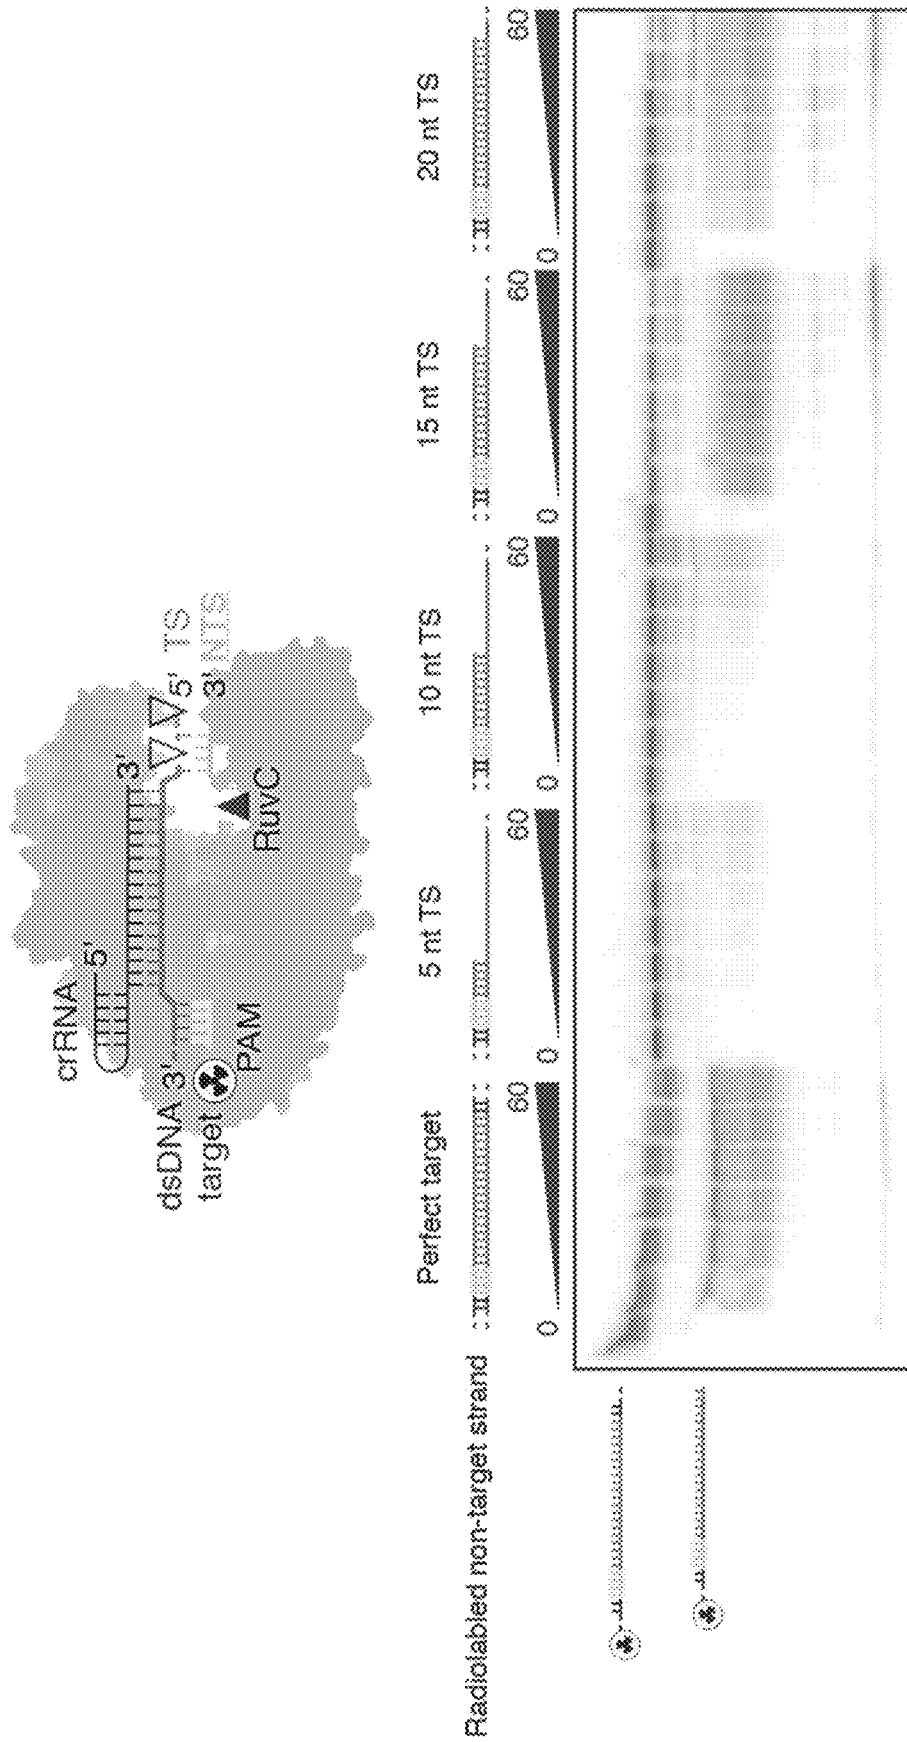 crRNA
5'
3'
dsDNA 3'
target
PAM
RuvC
5' TS
3' NTS
Radiolabled non-target strand
Perfect target
5 nt TS
10 nt TS
15 nt TS
20 nt TS
0 60
0 60
0 60
0 60
0 60